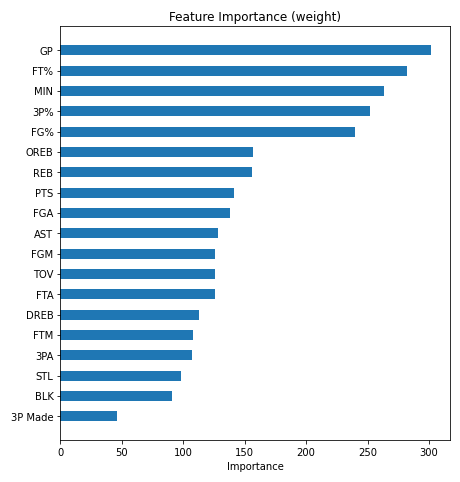 Feature Importance (weight)
GP
FT%
MIN
3P%
FG%
OREB
REB
PTS
FGA
AST
FGM
TOV
FTA
DREB
FTM
3PA
STL
BLK
3P Made
0 50 100 150 200 250 300
Importance